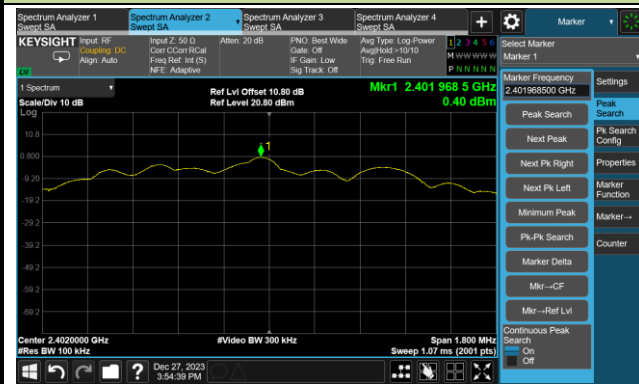 Spectrum Analyzer 1
Swept SA
Spectrum Analyzer 2
Swept SA
Spectrum Analyzer 3
Swept SA
Spectrum Analyzer 4
Swept SA
+
Marker
KEYSIGHT
Input: RF
Coupling: DC
Align: Auto
Input Z: 50 Ω
Corr CCorr RCal
Freq Ref: Int (S)
NFE: Adaptive
Atten: 20 dB
PNO: Best Wide
Gate: Off
IF Gain: Low
Sig Track: Off
Avg Type: Log-Power
Avg|Hold:>10/10
Trig: Free Run
1 2 3 4 5 6
M W W W W W
P N N N N N
Select Marker
Marker 1
1 Spectrum
Scale/Div 10 dB
Log
Ref Lvl Offset 10.80 dB
Ref Level 20.80 dBm
Mkr1 2.401 968 5 GHz
0.40 dBm
10.8
0.800
-9.20
-19.2
-29.2
-39.2
-49.2
-59.2
-69.2
1
Center 2.4020000 GHz
#Res BW 100 kHz
#Video BW 300 kHz
Span 1.800 MHz
Sweep 1.07 ms (2001 pts)
Marker Frequency
2.401968500 GHz
Peak Search
Next Peak
Next Pk Right
Next Pk Left
Minimum Peak
Pk-Pk Search
Marker Delta
Mkr→CF
Mkr→Ref Lvl
Continuous Peak
Search
On
Off
Settings
Peak
Search
Pk Search
Config
Properties
Marker
Function
Marker→
Counter
Dec 27, 2023
3:54:39 PM